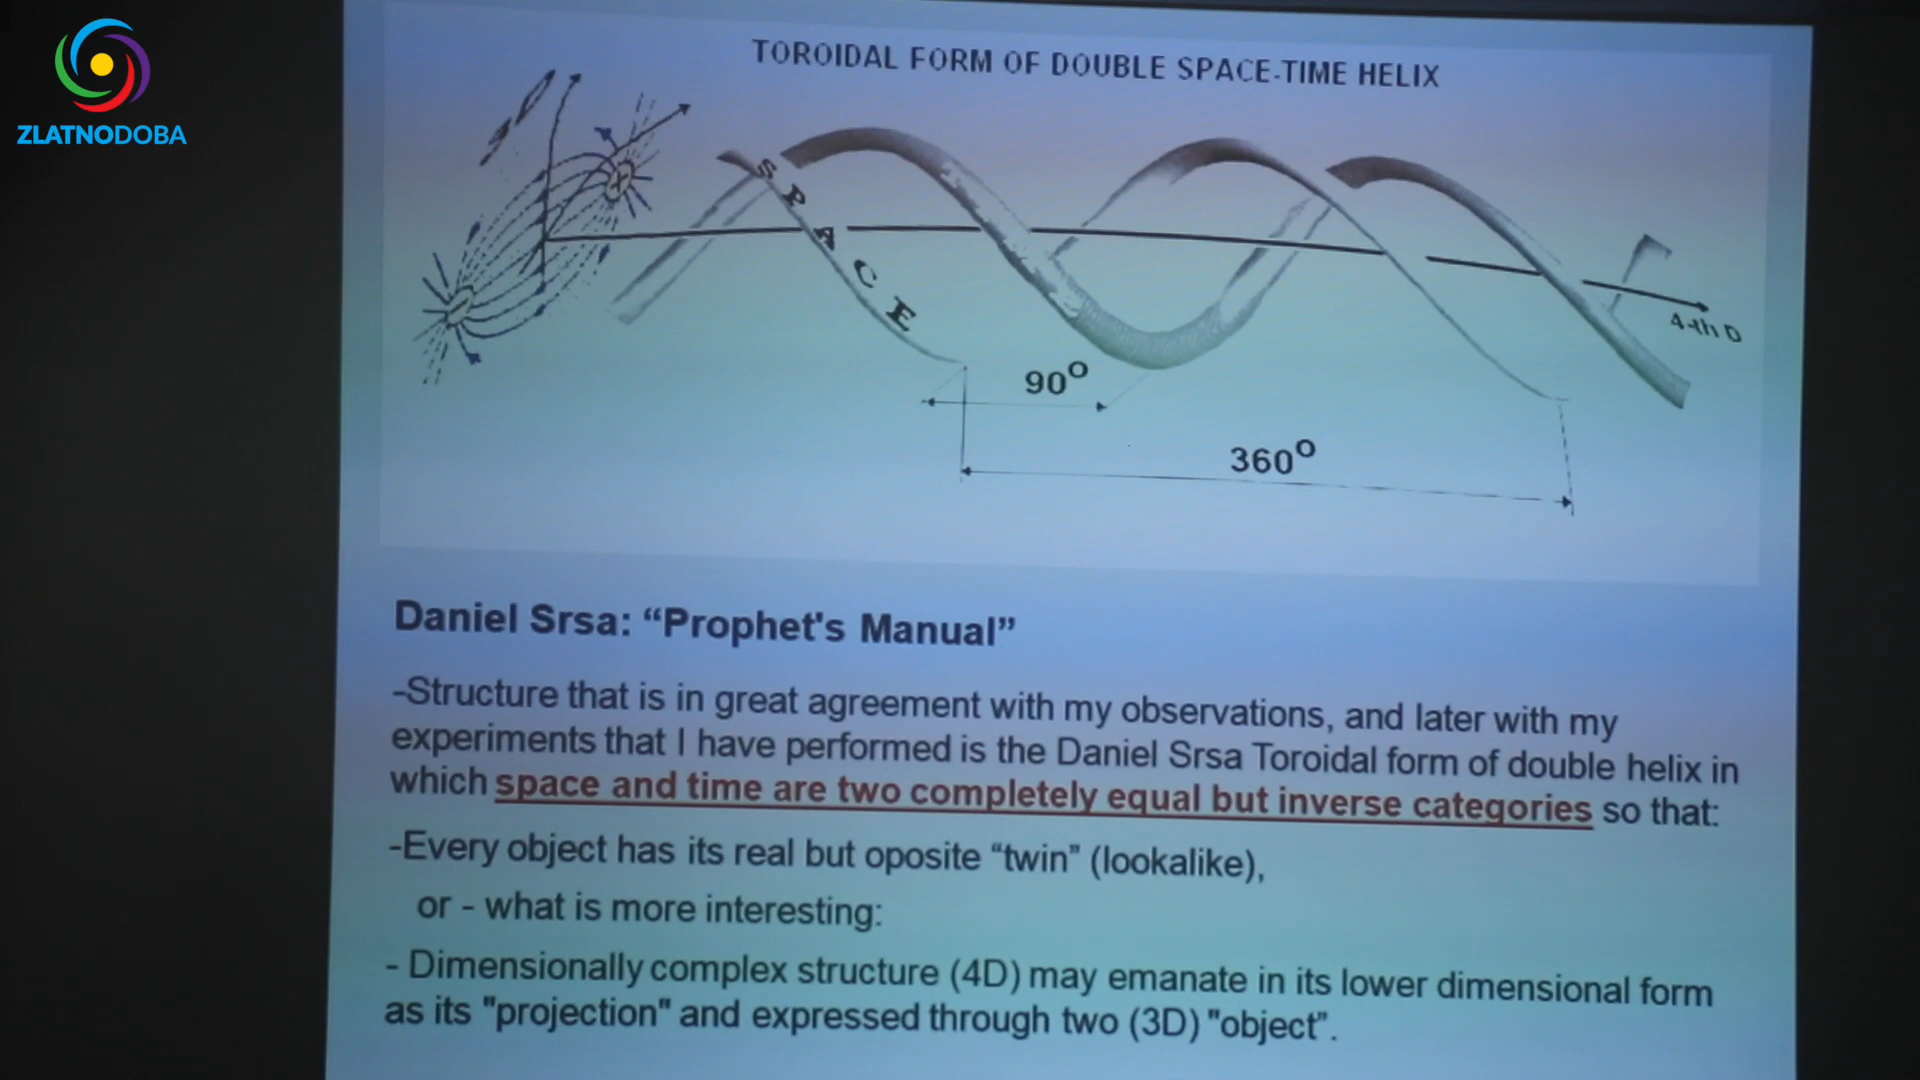 ZLATNODOBA
TOROIDAL FORM OF DOUBLE SPACE-TIME HELIX
SPACE
4-th D
90°
360°
Daniel Srsa: “Prophet's Manual”
-Structure that is in great agreement with my observations, and later with my
experiments that I have performed is the Daniel Srsa Toroidal form of double helix in
which space and time are two completely equal but inverse categories so that:
-Every object has its real but oposite “twin” (lookalike),
or - what is more interesting:
- Dimensionally complex structure (4D) may emanate in its lower dimensional form
as its "projection" and expressed through two (3D) "object".